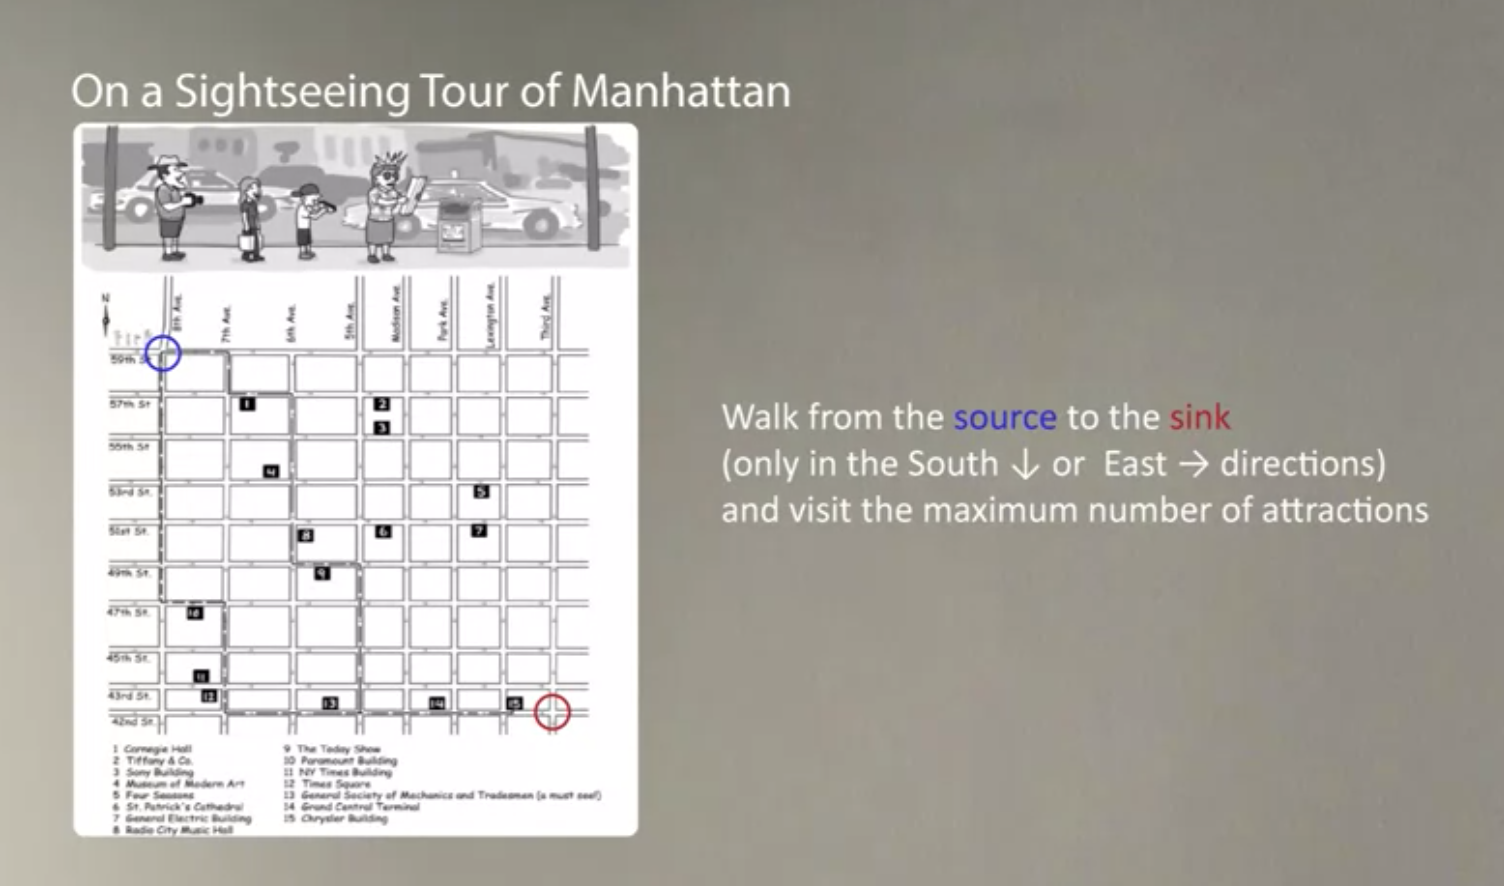 On a Sightseeing Tour of Manhattan
N
8th Ave.
7th Ave.
6th Ave.
5th Ave.
Madison Ave.
Park Ave.
Lexington Ave.
Third Ave.
59th St
57th St
1
2
3
55th St
4
53rd St.
5
51st St.
8
6
7
49th St.
9
47th St.
10
45th St.
11
43rd St.
12
13
14
15
42nd St.
Walk from the source to the sink
(only in the South ↓ or East → directions)
and visit the maximum number of attractions
1 Carnegie Hall
2 Tiffany & Co.
3 Sony Building
4 Museum of Modern Art
5 Four Seasons
6 St. Patrick's Cathedral
7 General Electric Building
8 Radio City Music Hall
9 The Today Show
10 Paramount Building
11 NY Times Building
12 Times Square
13 General Society of Mechanics and Tradesmen (a must see!)
14 Grand Central Terminal
15 Chrysler Building